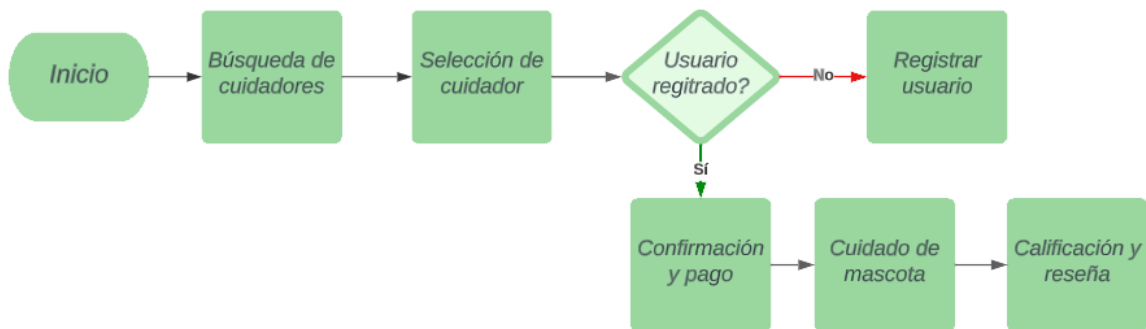 Inicio
Búsqueda de
cuidadores
Selección de
cuidador
Usuario
regitrado?
No
Registrar
usuario
Sí
Confirmación
y pago
Cuidado de
mascota
Calificación y
reseña